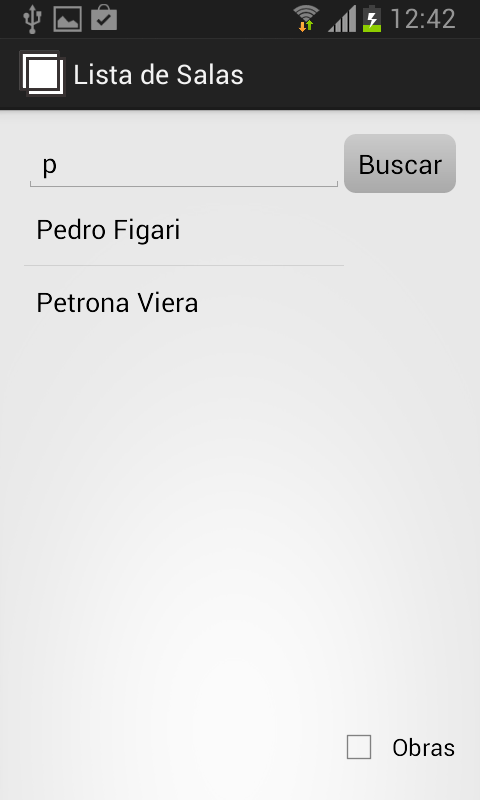 12:42
Lista de Salas
p
Buscar
Pedro Figari
Petrona Viera
Obras